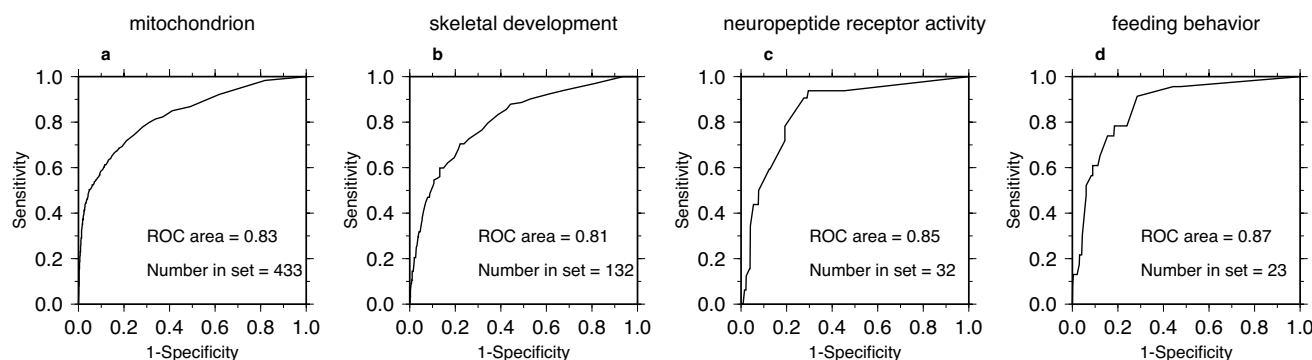 mitochondrion
a
1.0
0.8
0.6
0.4
0.2
0.0
Sensitivity
ROC area = 0.83
Number in set = 433
0.0 0.2 0.4 0.6 0.8 1.0
1-Specificity
skeletal development
b
1.0
0.8
0.6
0.4
0.2
0.0
Sensitivity
ROC area = 0.81
Number in set = 132
0.0 0.2 0.4 0.6 0.8 1.0
1-Specificity
neuropeptide receptor activity
c
1.0
0.8
0.6
0.4
0.2
0.0
Sensitivity
ROC area = 0.85
Number in set = 32
0.0 0.2 0.4 0.6 0.8 1.0
1-Specificity
feeding behavior
d
1.0
0.8
0.6
0.4
0.2
0.0
Sensitivity
ROC area = 0.87
Number in set = 23
0.0 0.2 0.4 0.6 0.8 1.0
1-Specificity